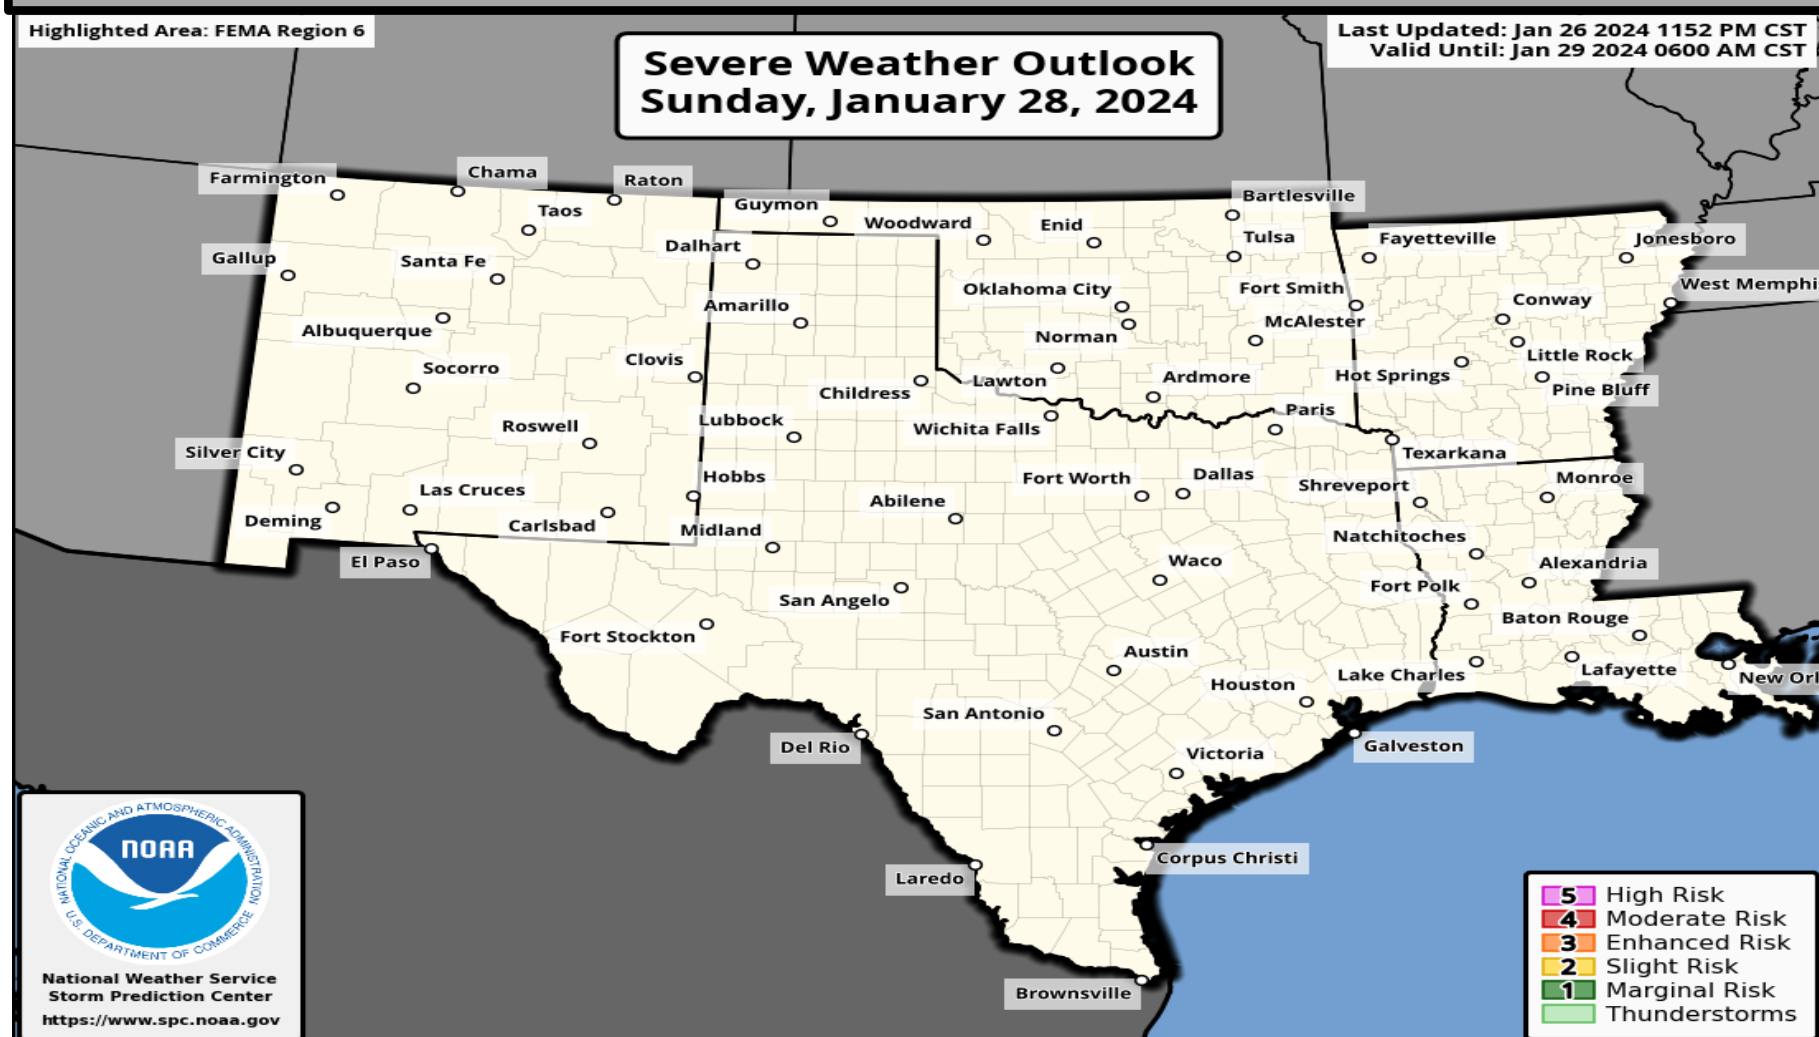 Highlighted Area: FEMA Region 6
Last Updated: Jan 26 2024 1152 PM CST
Valid Until: Jan 29 2024 0600 AM CST
Severe Weather Outlook
Sunday, January 28, 2024
Farmington
Chama
Raton
Taos
Guymon
Woodward
Enid
Bartlesville
Tulsa
Fayetteville
Jonesboro
Gallup
Santa Fe
Dalhart
Oklahoma City
Fort Smith
Conway
West Memphi
Albuquerque
Amarillo
Norman
McAlester
Little Rock
Socorro
Clovis
Childress
Lawton
Ardmore
Hot Springs
Pine Bluff
Roswell
Lubbock
Wichita Falls
Paris
Texarkana
Silver City
Las Cruces
Hobbs
Abilene
Fort Worth
Dallas
Shreveport
Monroe
Deming
Carlsbad
Midland
Natchitoches
El Paso
San Angelo
Waco
Fort Polk
Alexandria
Fort Stockton
Austin
Baton Rouge
Houston
Lake Charles
Lafayette
New Orl
Del Rio
San Antonio
Victoria
Galveston
Laredo
Corpus Christi
Brownsville
NATIONAL OCEANIC AND ATMOSPHERIC ADMINISTRATION
NOAA
U.S. DEPARTMENT OF COMMERCE
National Weather Service
Storm Prediction Center
https://www.spc.noaa.gov
5 High Risk
4 Moderate Risk
3 Enhanced Risk
2 Slight Risk
1 Marginal Risk
Thunderstorms